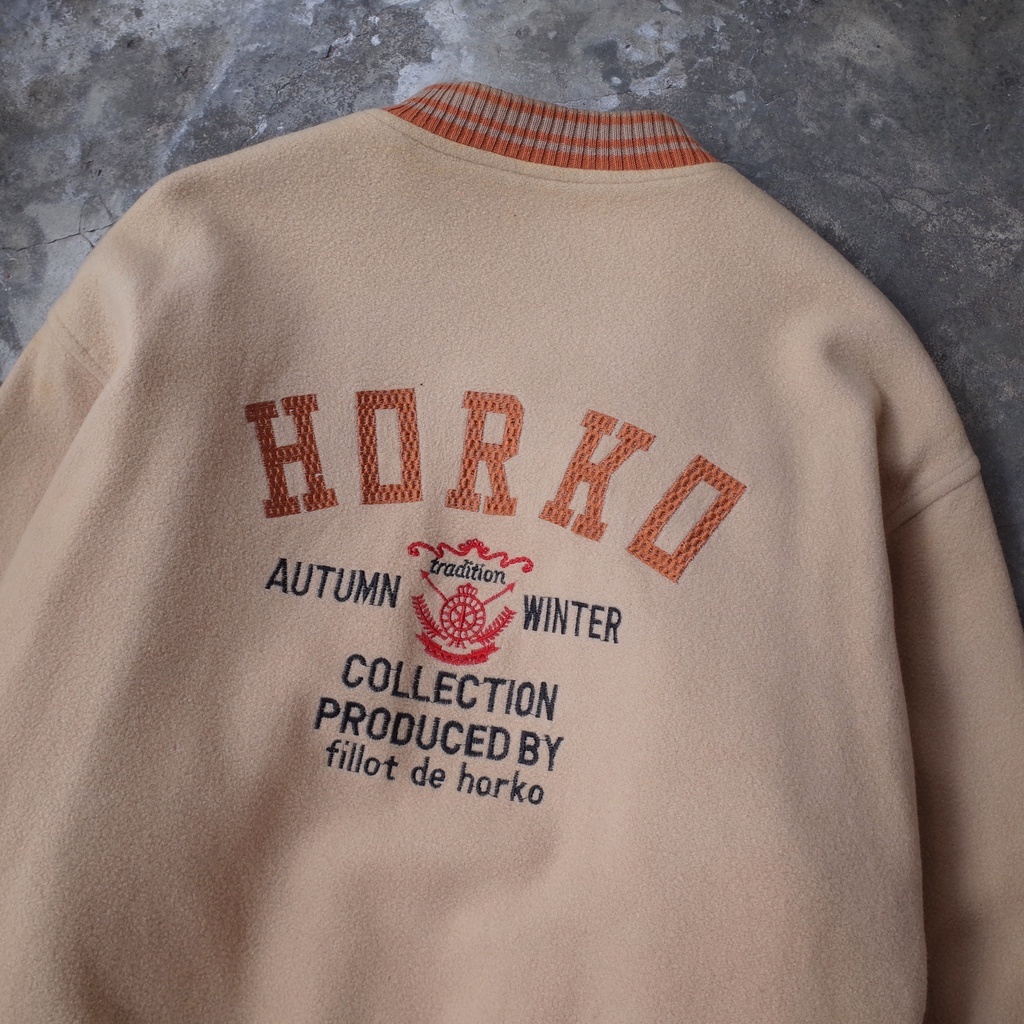 HORKO
tradition
AUTUMN WINTER
COLLECTION
PRODUCED BY
fillot de horko